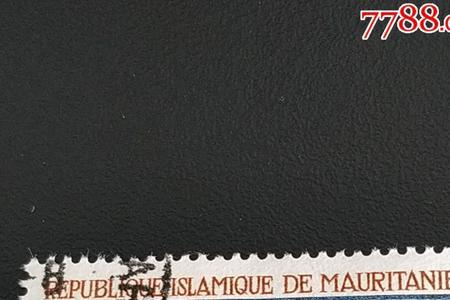 7788.c
REPUBLIQUE ISLAMIQUE DE MAURITANIE